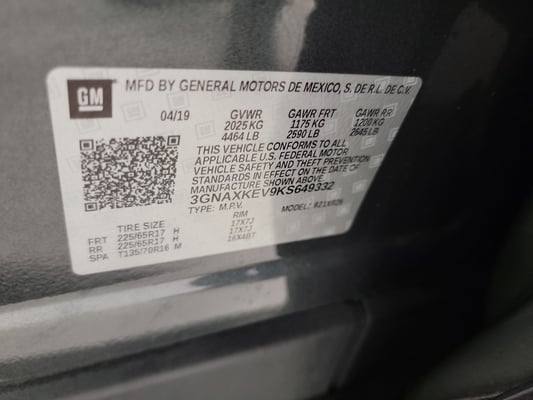 GM
MFD BY GENERAL MOTORS DE MEXICO, S. DE R.L. DE C.V.
04/19 GVWR GAWR FRT GAWR RR
2025 KG 1175 KG 1200 KG
4464 LB 2590 LB 2645 LB
THIS VEHICLE CONFORMS TO ALL
APPLICABLE U.S. FEDERAL MOTOR
VEHICLE SAFETY AND THEFT PREVENTION
STANDARDS IN EFFECT ON THE DATE OF
MANUFACTURE SHOWN ABOVE.
3GNAXKEV9KS649332
TYPE: M.P.V. MODEL:
TIRE SIZE RIM
FRT 225/65R17 H 17X7J
RR 225/65R17 H 17X7J
SPA T135/70R16 M 16X4BT